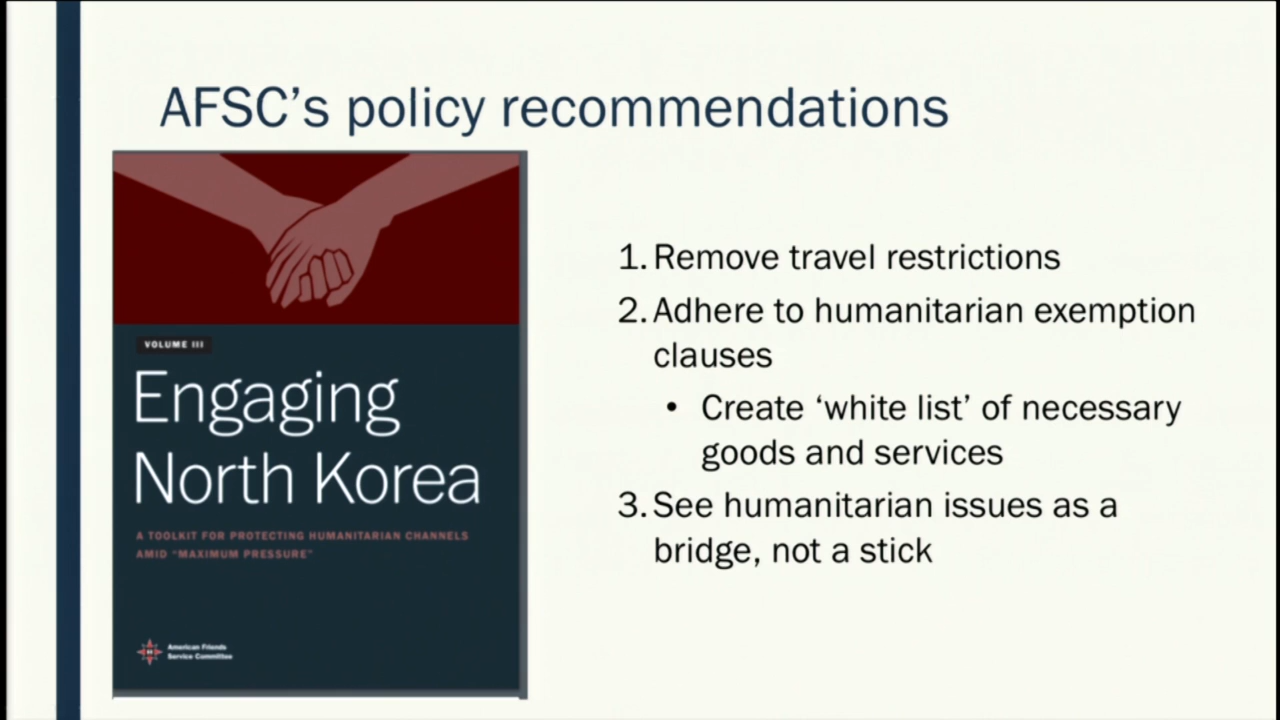 AFSC’s policy recommendations
VOLUME III
Engaging
North Korea
A TOOLKIT FOR PROTECTING HUMANITARIAN CHANNELS
AMID “MAXIMUM PRESSURE”
American Friends
Service Committee
1. Remove travel restrictions
2. Adhere to humanitarian exemption
clauses
• Create ‘white list’ of necessary
goods and services
3. See humanitarian issues as a
bridge, not a stick